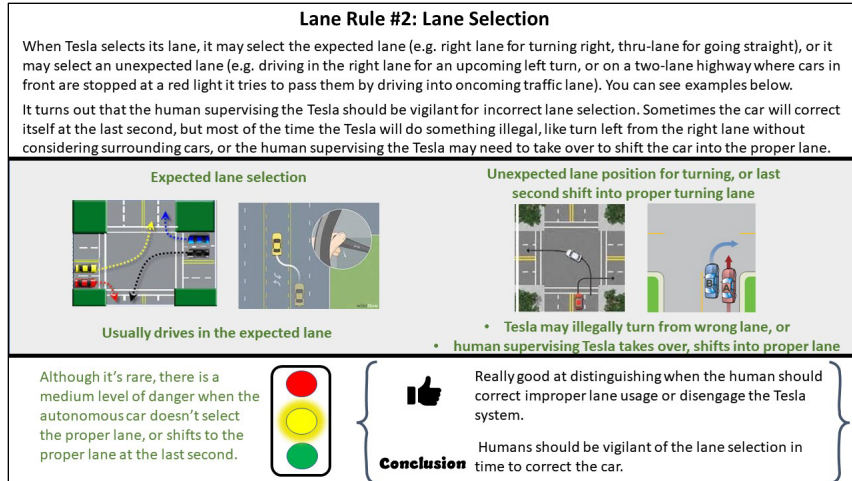 Lane Rule #2: Lane Selection
When Tesla selects its lane, it may select the expected lane (e.g. right lane for turning right, thru-lane for going straight), or it
may select an unexpected lane (e.g. driving in the right lane for an upcoming left turn, or on a two-lane highway where cars in
front are stopped at a red light it tries to pass them by driving into oncoming traffic lane). You can see examples below.
It turns out that the human supervising the Tesla should be vigilant for incorrect lane selection. Sometimes the car will correct
itself at the last second, but most of the time the Tesla will do something illegal, like turn left from the right lane without
considering surrounding cars, or the human supervising the Tesla may need to take over to shift the car into the proper lane.
Expected lane selection
Usually drives in the expected lane
Unexpected lane position for turning, or last
second shift into proper turning lane
B
A
• Tesla may illegally turn from wrong lane, or
• human supervising Tesla takes over, shifts into proper lane
Although it's rare, there is a
medium level of danger when the
autonomous car doesn't select
the proper lane, or shifts to the
proper lane at the last second.
Really good at distinguishing when the human should
correct improper lane usage or disengage the Tesla
system.
Conclusion
Humans should be vigilant of the lane selection in
time to correct the car.